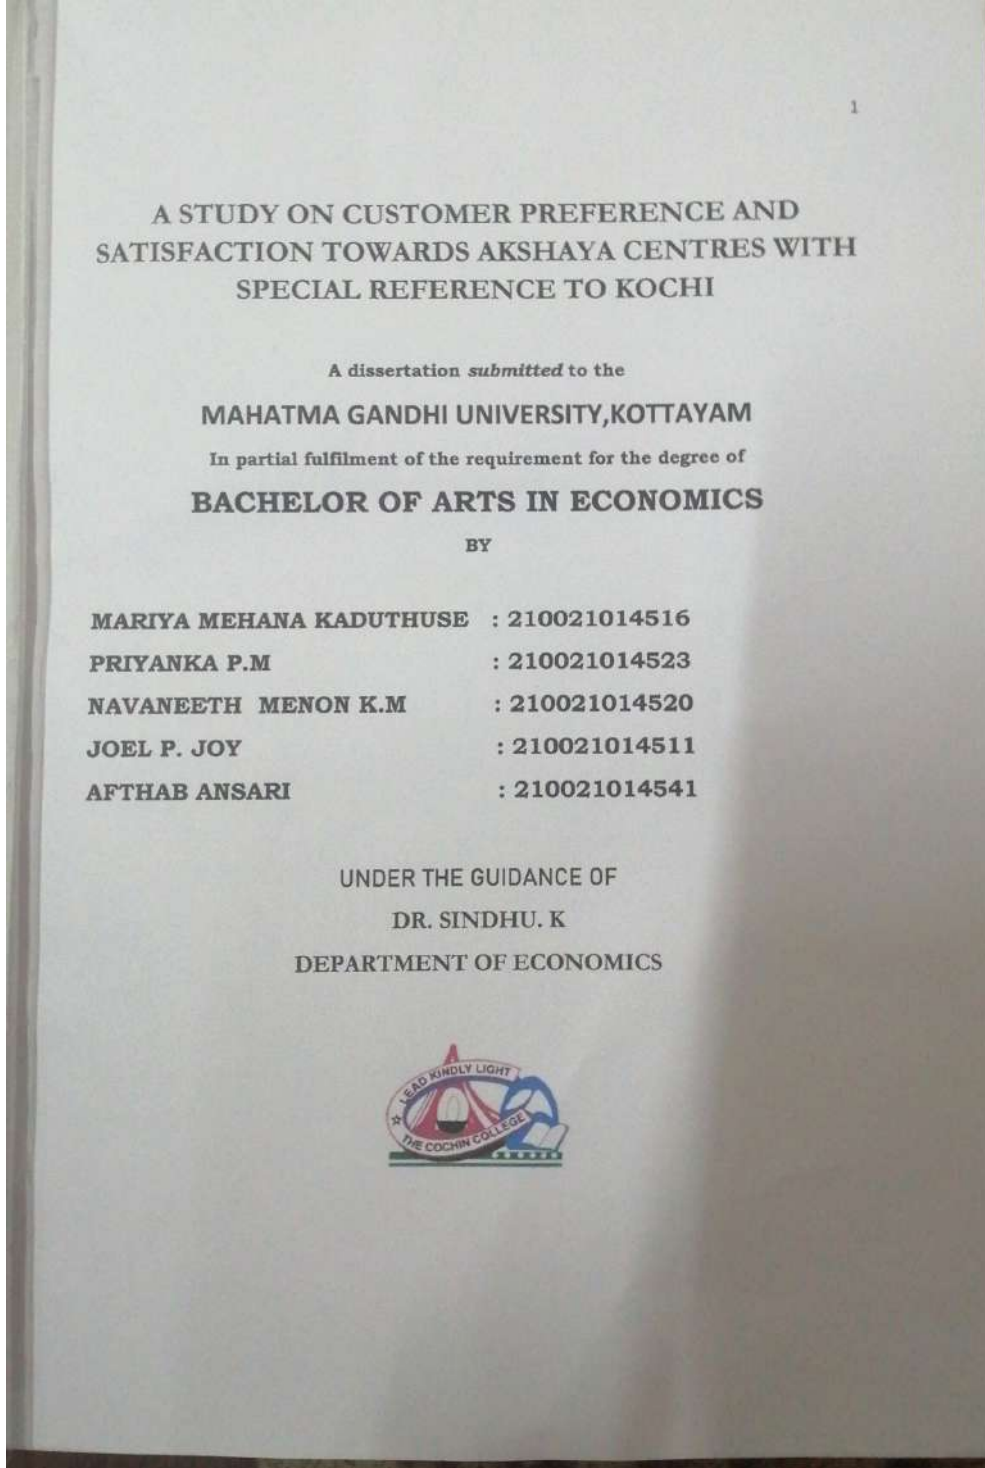 1
A STUDY ON CUSTOMER PREFERENCE AND
SATISFACTION TOWARDS AKSHAYA CENTRES WITH
SPECIAL REFERENCE TO KOCHI
A dissertation submitted to the
MAHATMA GANDHI UNIVERSITY,KOTTAYAM
In partial fulfilment of the requirement for the degree of
BACHELOR OF ARTS IN ECONOMICS
BY
MARIYA MEHANA KADUTHUSE : 210021014516
PRIYANKA P.M : 210021014523
NAVANEETH MENON K.M : 210021014520
JOEL P. JOY : 210021014511
AFTHAB ANSARI : 210021014541
UNDER THE GUIDANCE OF
DR. SINDHU. K
DEPARTMENT OF ECONOMICS
LEAD KINDLY LIGHT
THE COCHIN COLLEGE